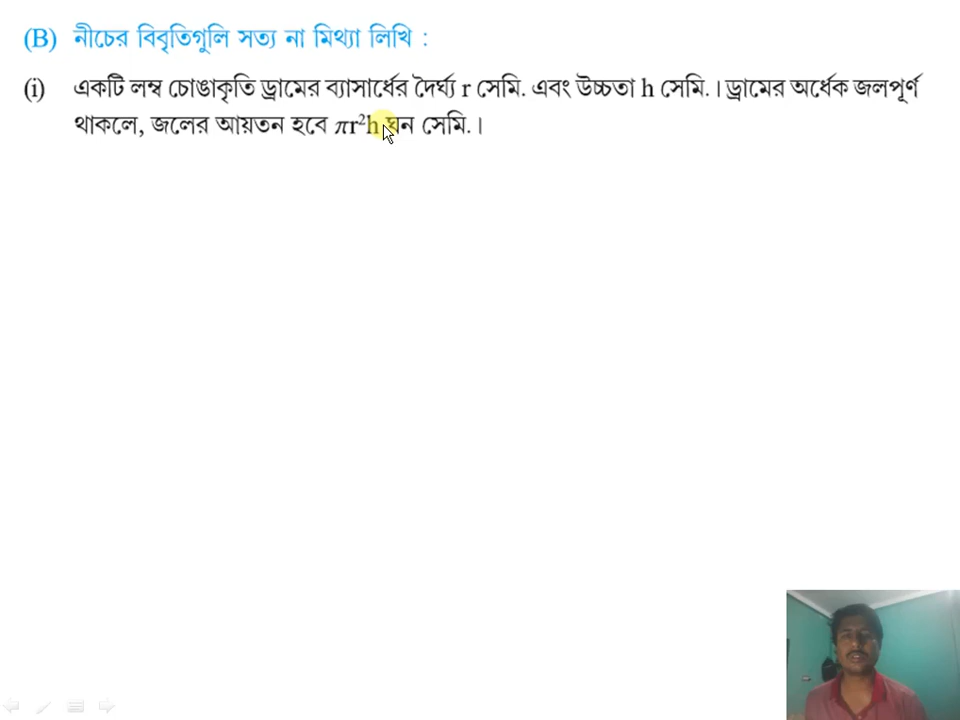 (B) নীচের বিবৃতিগুলি সত্য না মিথ্যা লিখি :
(i) একটি লম্ব চোঙাকৃতি ড্রামের ব্যাসার্ধের দৈর্ঘ্য r সেমি. এবং উচ্চতা h সেমি.। ড্রামের অর্ধেক জলপূর্ণ
থাকলে, জলের আয়তন হবে πr²h ঘন সেমি.।